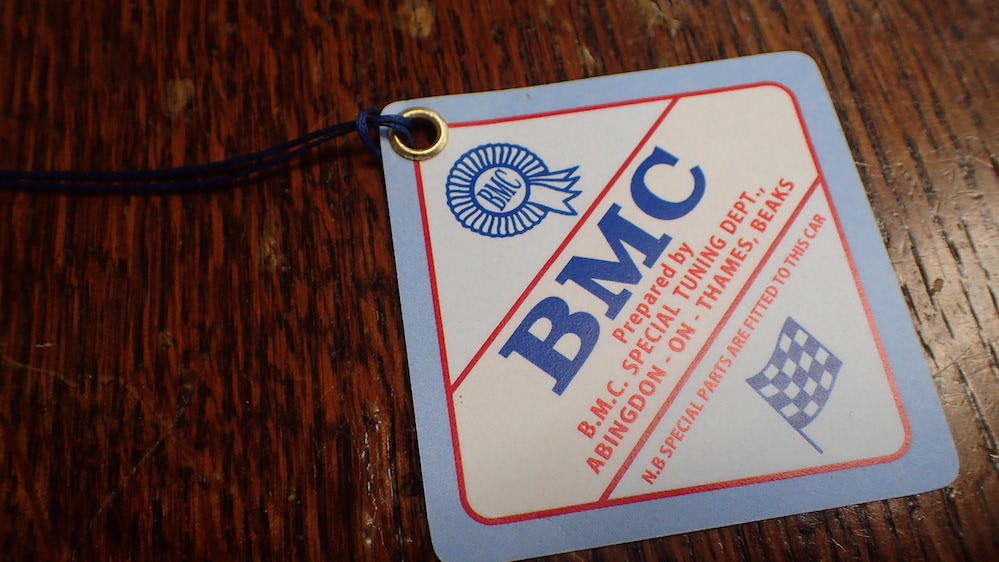 BMC
BMC
Prepared by
B.M.C. SPECIAL TUNING DEPT.,
ABINGDON - ON - THAMES, BEAKS
N.B SPECIAL PARTS ARE FITTED TO THIS CAR